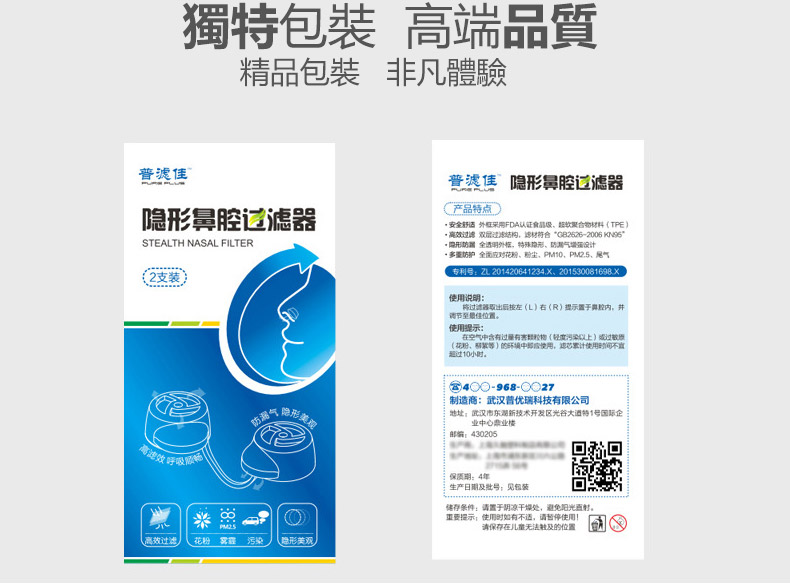 獨特包裝 高端品質
精品包裝 非凡體驗
普滤佳
PURE PLUS
隐形鼻腔过滤器
STEALTH NASAL FILTER
2支装
防漏气 隐形美观
高滤效 呼吸顺畅
高效过滤
花粉
PM2.5
雾霾
污染
隐形美观
普滤佳
PURE PLUS
隐形鼻腔过滤器
产品特点
·安全舒适 外框采用FDA认证食品级、超软聚合物材料（TPE）
·高效过滤 双层过滤结构，滤材符合“GB2626-2006 KN95”
·隐形防漏 全透明外框、特殊隐形、防漏气增强设计
·多重防护 全面应对花粉、粉尘、PM10、PM2.5、尾气
专利号：ZL 201420641234.X、201530081698.X
使用说明：
将过滤器取出后按左（L）右（R）提示置于鼻腔内，并
调节至最佳位置。
使用提示：
在空气中含有过量有害颗粒物（轻度污染以上）或过敏原
（花粉、柳絮等）的环境中即应使用，滤芯累计使用时间不宜
超过10小时。
4○○-968-○○27
制造商：武汉普优瑞科技有限公司
地址：武汉市东湖新技术开发区光谷大道特1号国际企
业中心鼎业楼
邮编：430205
保质期：4年
生产日期及批号：见包装
储存条件：请置于阴凉干燥处，避免阳光直射。
重要提示：使用时如有不适，请暂停使用！
请保存在儿童无法触及的位置